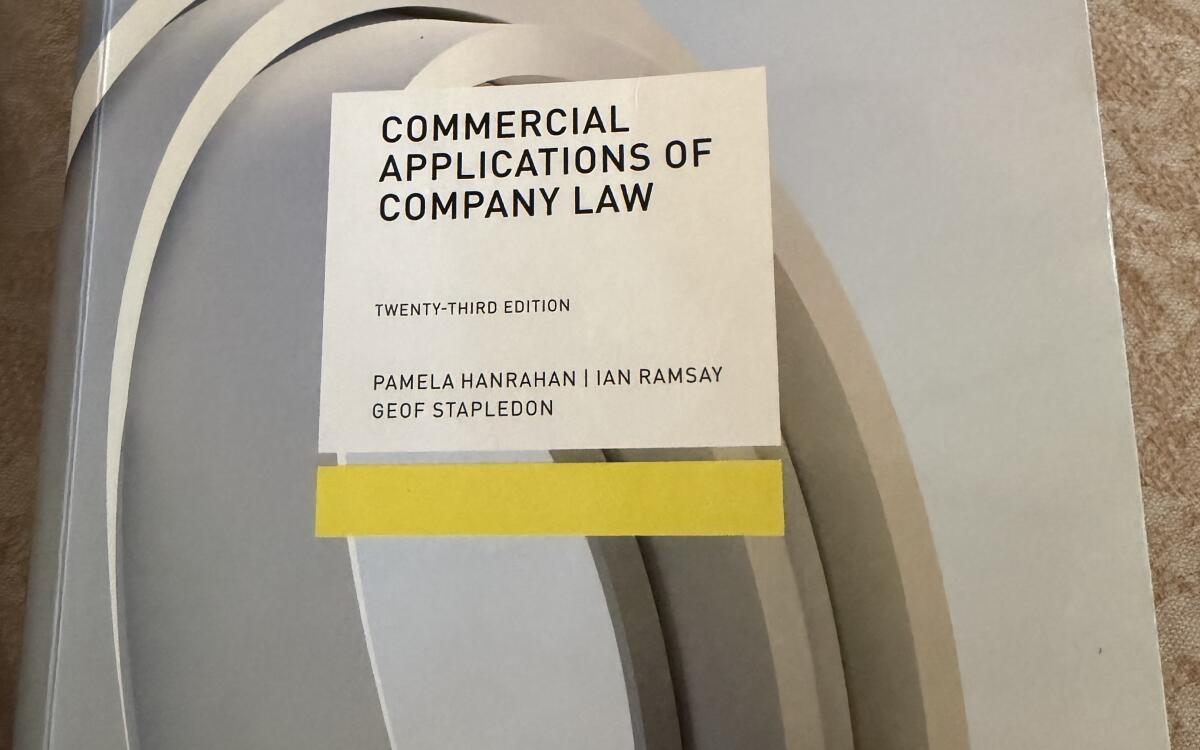 COMMERCIAL
APPLICATIONS OF
COMPANY LAW
TWENTY-THIRD EDITION
PAMELA HANRAHAN | IAN RAMSAY
GEOF STAPLEDON